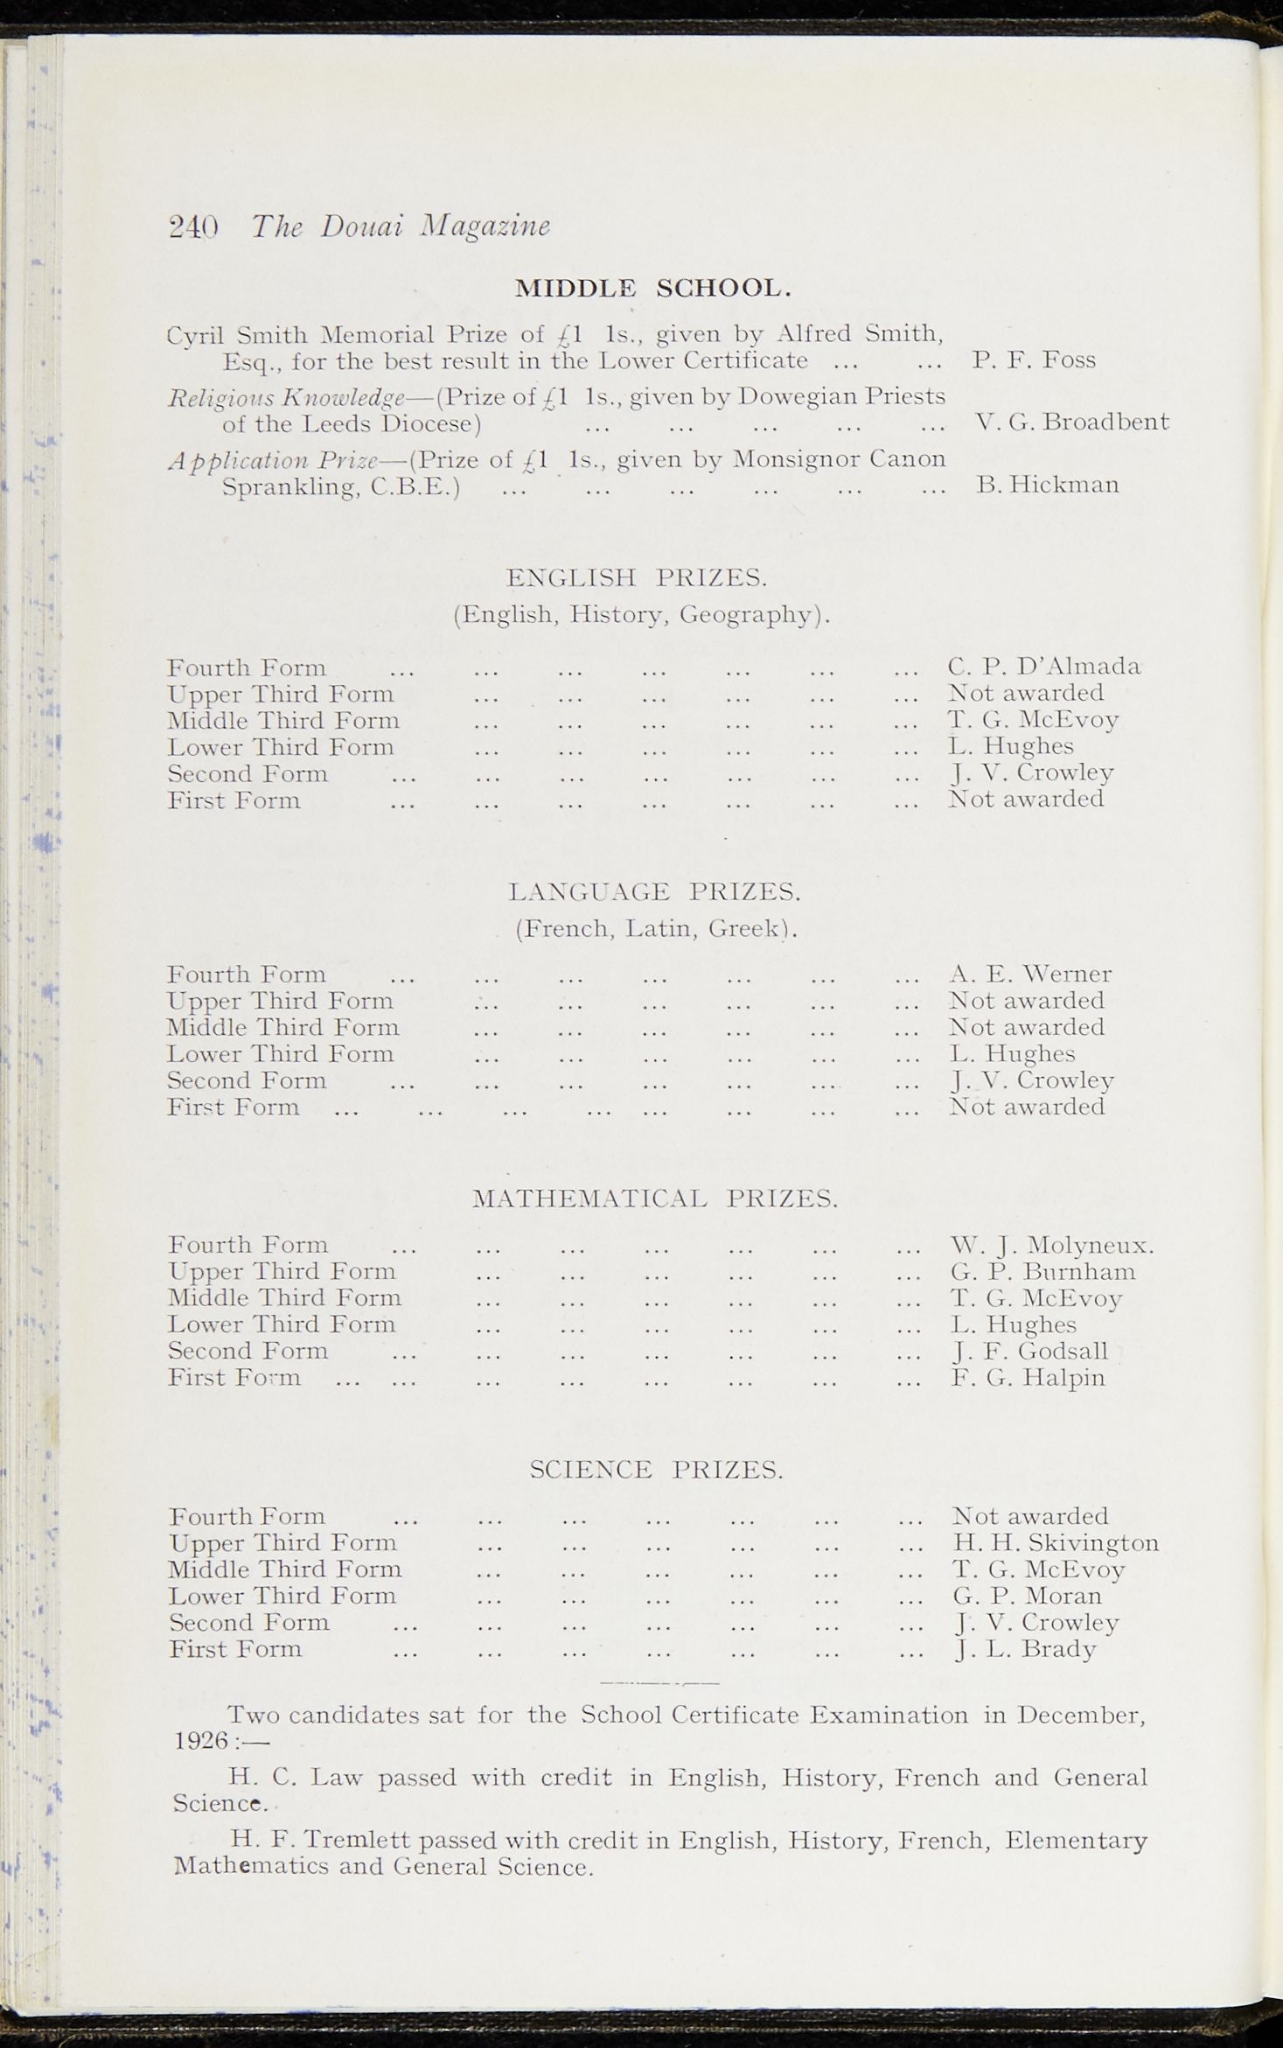 240 The Douai Magazine
MIDDLE SCHOOL.
Cyril Smith Memorial Prize of £1 1s., given by Alfred Smith,
Esq., for the best result in the Lower Certificate ... ... P. F. Foss
Religious Knowledge—(Prize of £1 1s., given by Dowegian Priests
of the Leeds Diocese) ... ... ... ... ... V. G. Broadbent
Application Prize—(Prize of £1 1s., given by Monsignor Canon
Sprankling, C.B.E.) ... ... ... ... ... ... B. Hickman
ENGLISH PRIZES.
(English, History, Geography).
Fourth Form ... ... ... ... ... ... ... C. P. D'Almada
Upper Third Form ... ... ... ... ... ... Not awarded
Middle Third Form ... ... ... ... ... ... T. G. McEvoy
Lower Third Form ... ... ... ... ... ... L. Hughes
Second Form ... ... ... ... ... ... ... J. V. Crowley
First Form ... ... ... ... ... ... ... Not awarded
LANGUAGE PRIZES.
(French, Latin, Greek).
Fourth Form ... ... ... ... ... ... ... A. E. Werner
Upper Third Form ... ... ... ... ... ... Not awarded
Middle Third Form ... ... ... ... ... ... Not awarded
Lower Third Form ... ... ... ... ... ... L. Hughes
Second Form ... ... ... ... ... ... ... J. V. Crowley
First Form ... ... ... ... ... ... ... ... Not awarded
MATHEMATICAL PRIZES.
Fourth Form ... ... ... ... ... ... ... W. J. Molyneux.
Upper Third Form ... ... ... ... ... ... G. P. Burnham
Middle Third Form ... ... ... ... ... ... T. G. McEvoy
Lower Third Form ... ... ... ... ... ... L. Hughes
Second Form ... ... ... ... ... ... ... J. F. Godsall
First Form ... ... ... ... ... ... ... ... F. G. Halpin
SCIENCE PRIZES.
Fourth Form ... ... ... ... ... ... ... Not awarded
Upper Third Form ... ... ... ... ... ... H. H. Skivington
Middle Third Form ... ... ... ... ... ... T. G. McEvoy
Lower Third Form ... ... ... ... ... ... G. P. Moran
Second Form ... ... ... ... ... ... ... J. V. Crowley
First Form ... ... ... ... ... ... ... J. L. Brady
Two candidates sat for the School Certificate Examination in December,
1926 :—
H. C. Law passed with credit in English, History, French and General
Science.
H. F. Tremlett passed with credit in English, History, French, Elementary
Mathematics and General Science.